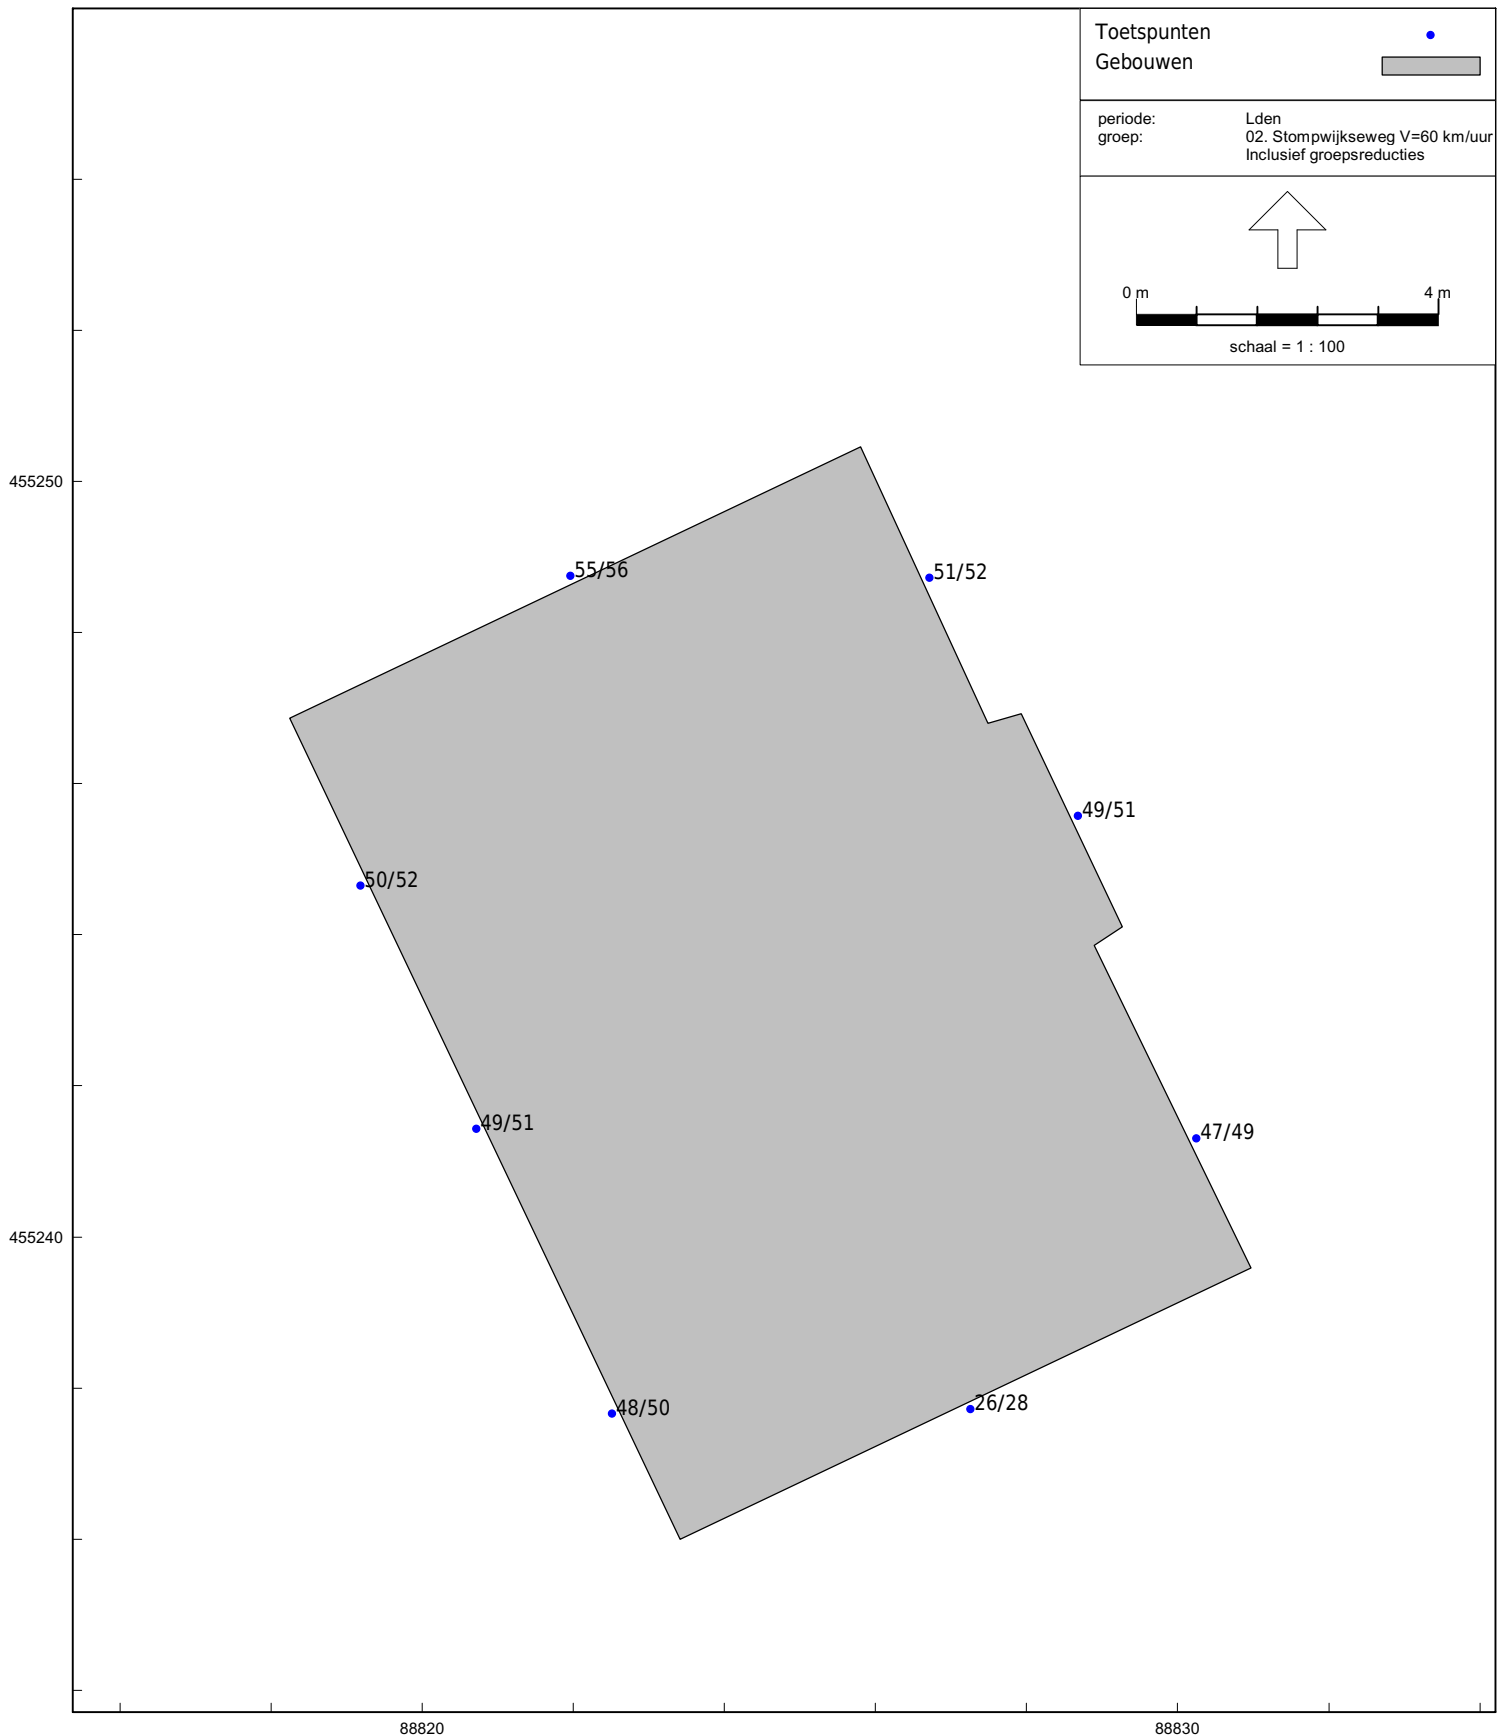 Toetspunten
Gebouwen
periode: Lden
groep: 02. Stompwijkseweg V=60 km/uur
Inclusief groepsreducties
0 m 4 m
schaal = 1 : 100
455250
55/56
51/52
49/51
50/52
49/51
47/49
455240
48/50
26/28
88820 88830